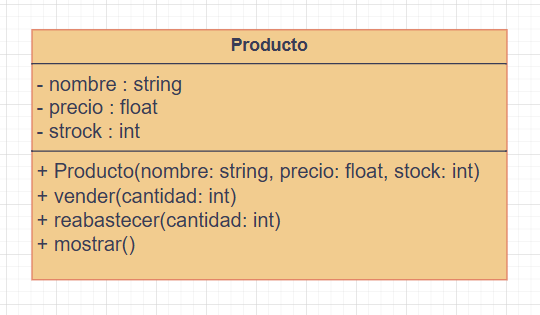 Producto
- nombre : string
- precio : float
- strock : int
+ Producto(nombre: string, precio: float, stock: int)
+ vender(cantidad: int)
+ reabastecer(cantidad: int)
+ mostrar()